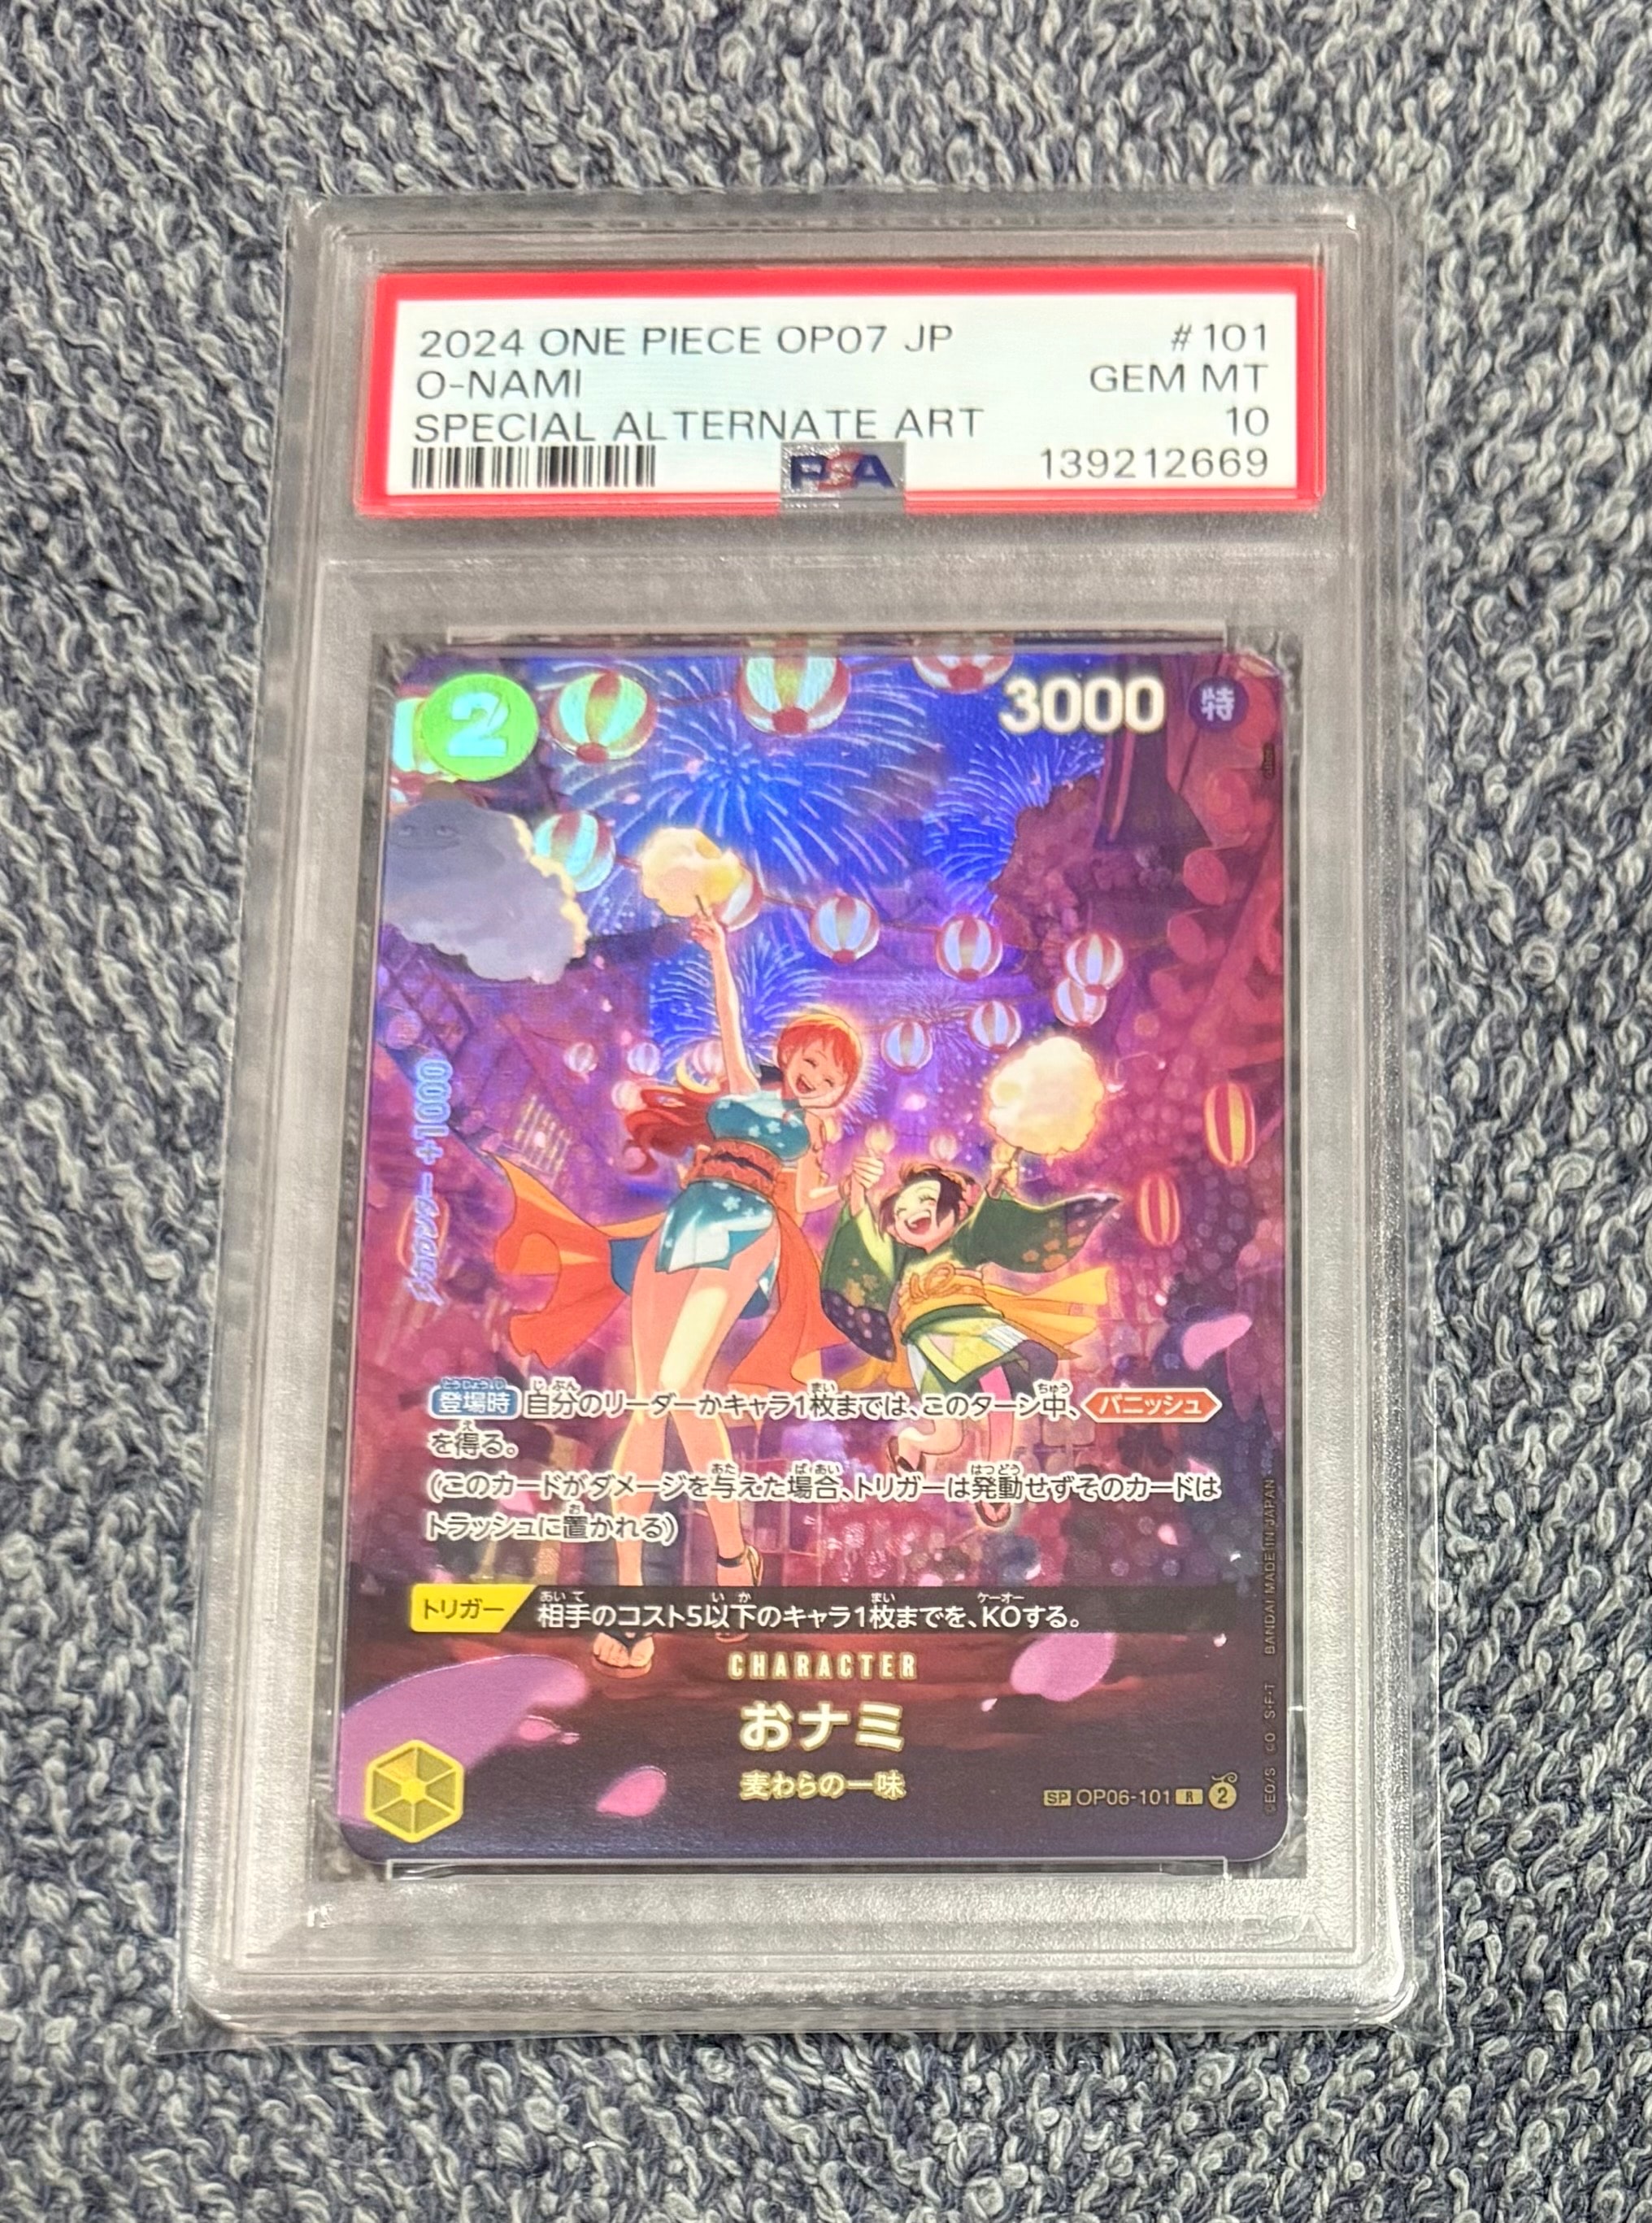 2024 ONE PIECE OP07 JP #101
O-NAMI GEM MT
SPECIAL ALTERNATE ART 10
PSA 139212669
2 3000 特
カウンター +1000
登場時 自分のリーダーかキャラ1枚までは、このターン中、バニッシュ
を得る。
(このカードがダメージを与えた場合、トリガーは発動せずそのカードは
トラッシュに置かれる)
トリガー 相手のコスト5以下のキャラ1枚までを、KOする。
CHARACTER
おナミ
麦わらの一味
SP OP06-101 R 2
©EO/S ©O S・F・T BANDAI MADE IN JAPAN
PSA